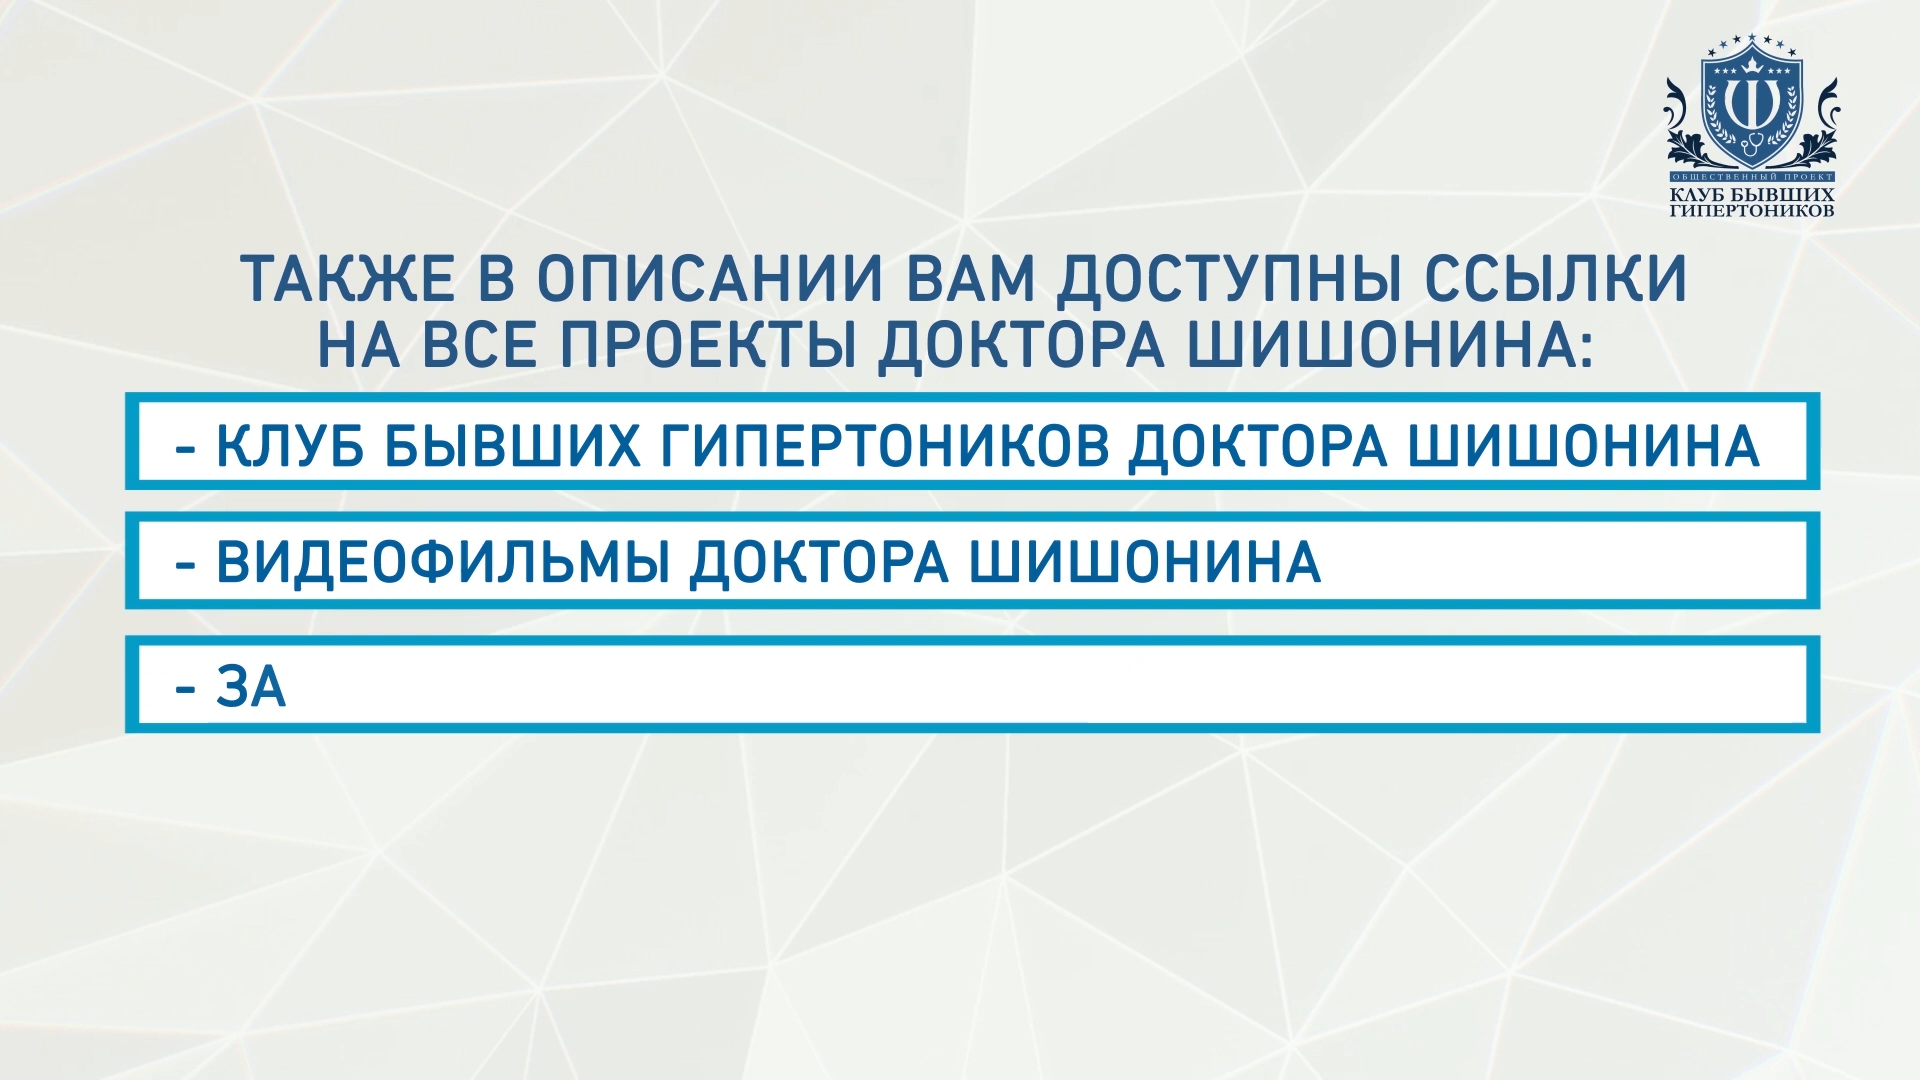 ОБЩЕСТВЕННЫЙ ПРОЕКТ
КЛУБ БЫВШИХ
ГИПЕРТОНИКОВ
ТАКЖЕ В ОПИСАНИИ ВАМ ДОСТУПНЫ ССЫЛКИ
НА ВСЕ ПРОЕКТЫ ДОКТОРА ШИШОНИНА:
- КЛУБ БЫВШИХ ГИПЕРТОНИКОВ ДОКТОРА ШИШОНИНА
- ВИДЕОФИЛЬМЫ ДОКТОРА ШИШОНИНА
- ЗА